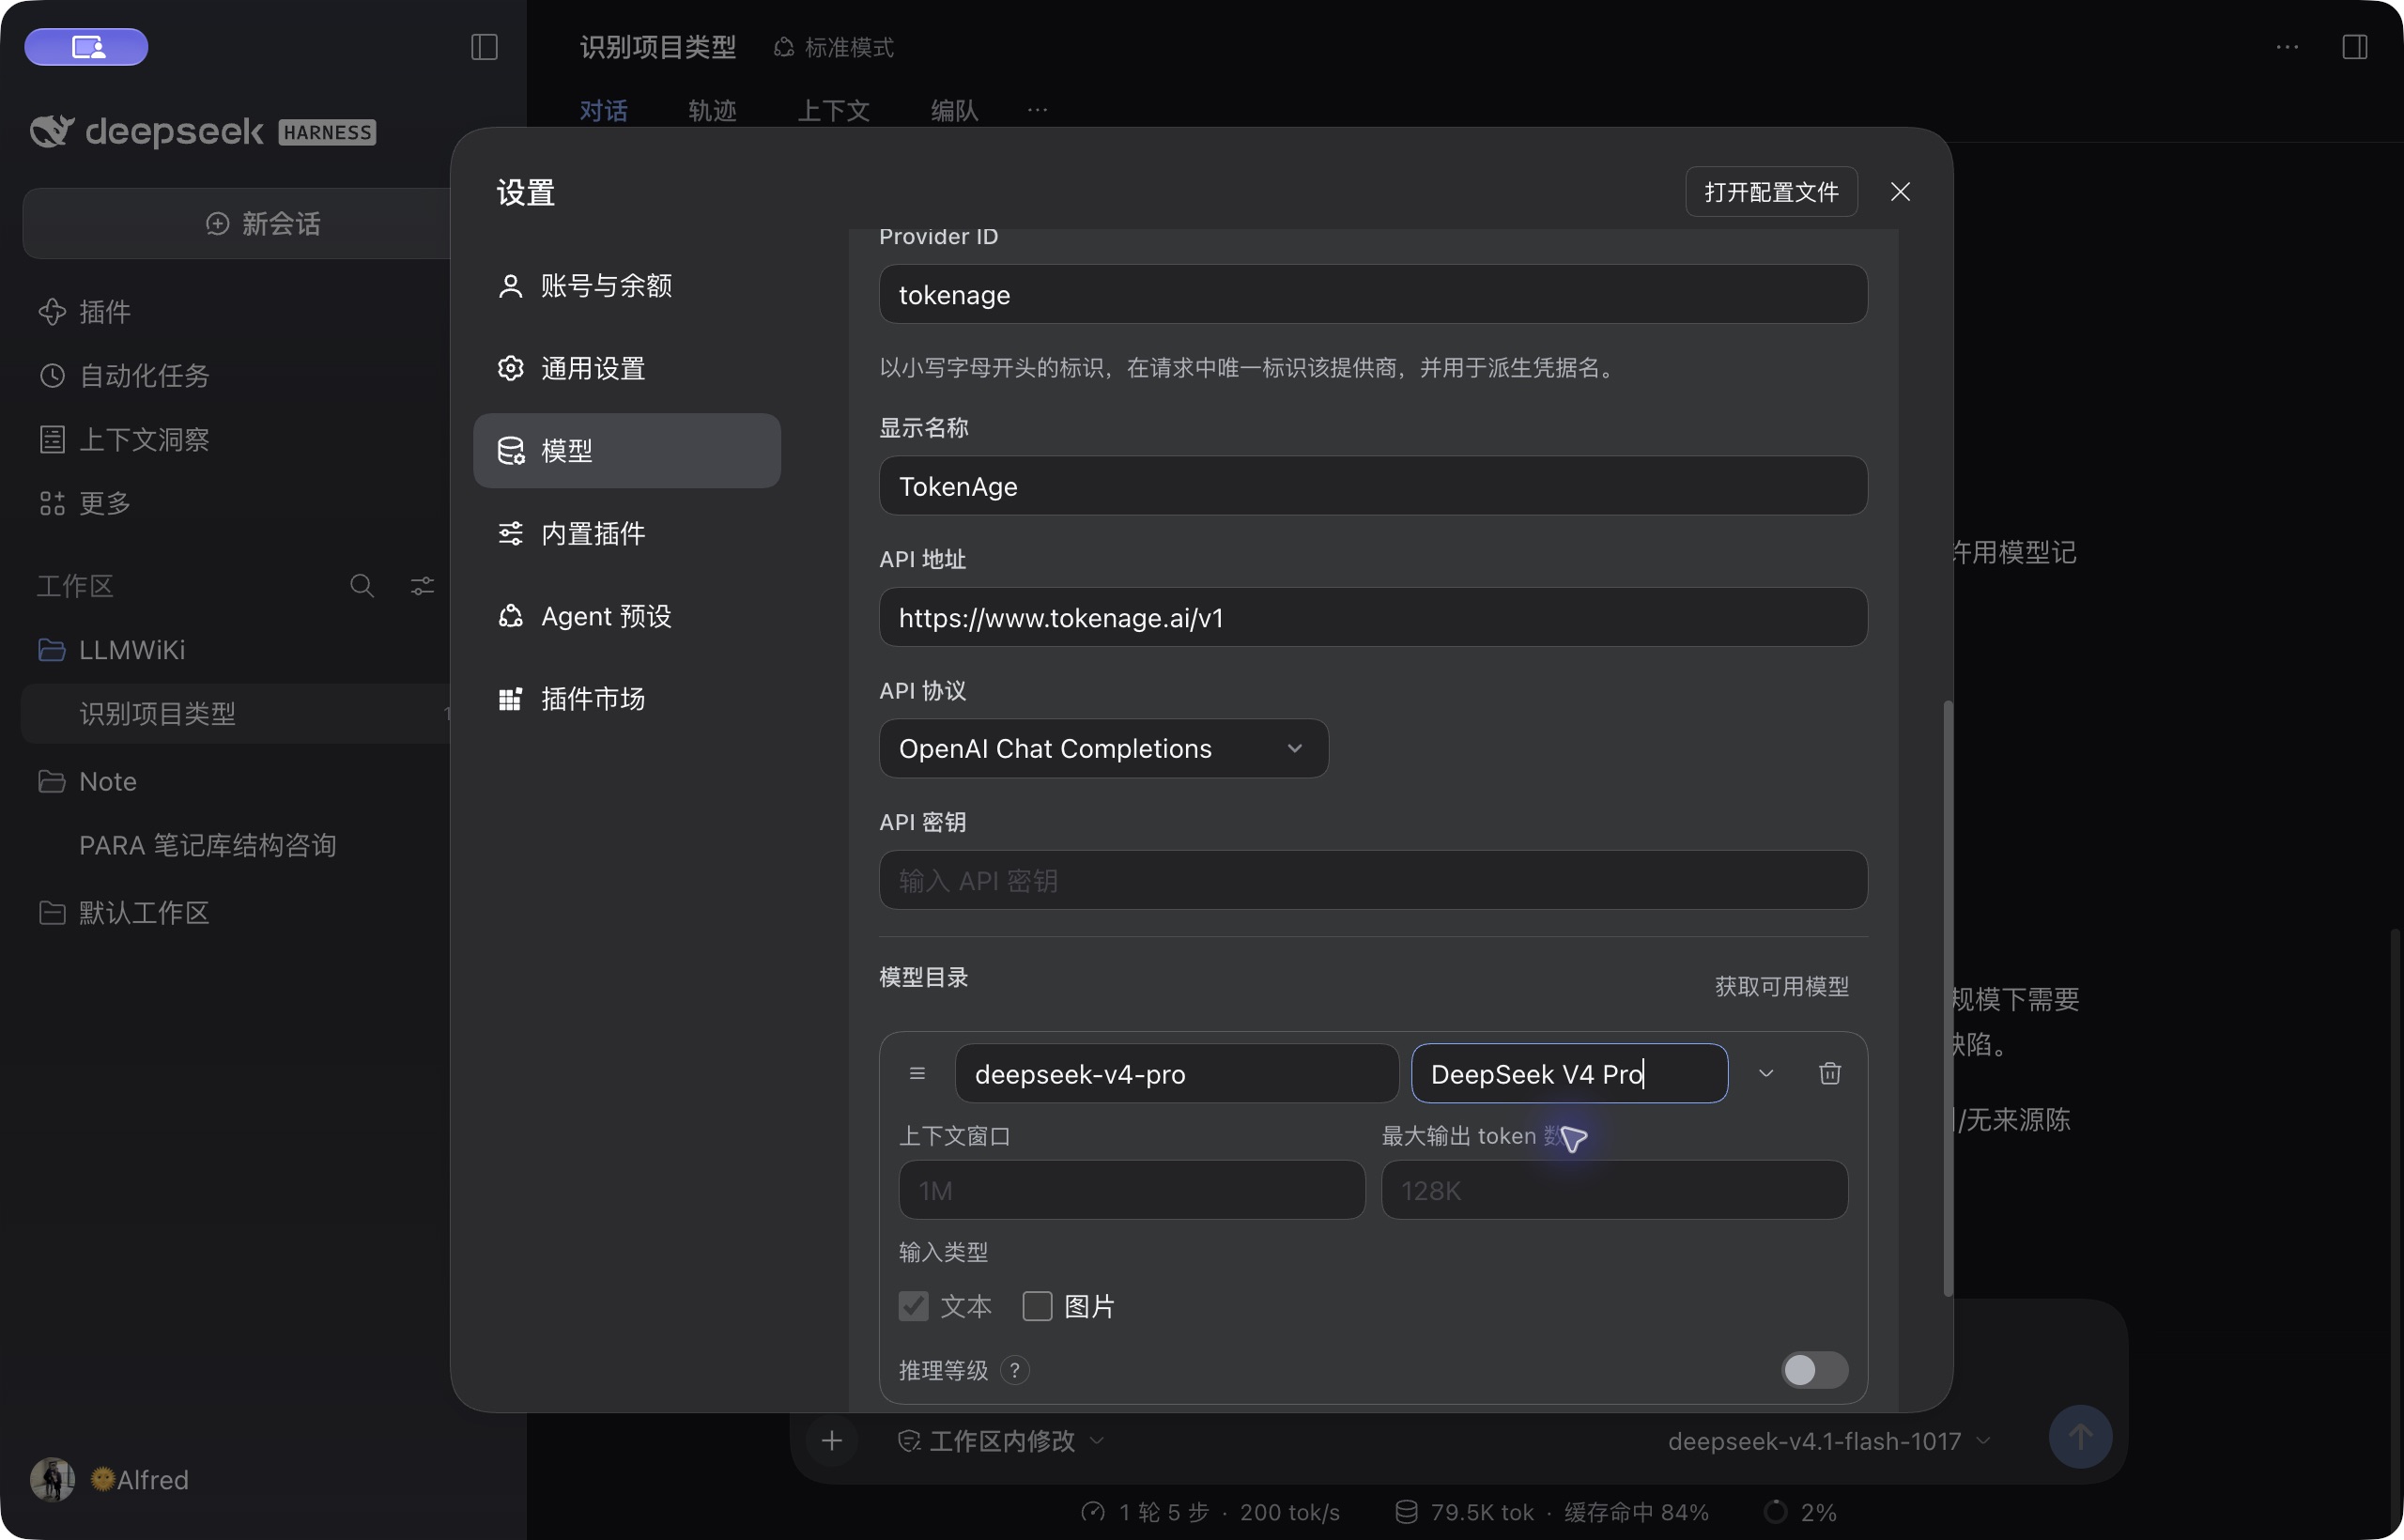 deepseek HARNESS
新会话
插件
自动化任务
上下文洞察
更多
工作区
LLMWiKi
识别项目类型
1
Note
PARA 笔记库结构咨询
默认工作区
🌞Alfred
识别项目类型 标准模式
对话 轨迹 上下文 编队 ···
设置
打开配置文件
账号与余额
通用设置
模型
内置插件
Agent 预设
插件市场
Provider ID
tokenage
以小写字母开头的标识，在请求中唯一标识该提供商，并用于派生凭据名。
显示名称
TokenAge
API 地址
https://www.tokenage.ai/v1
API 协议
OpenAI Chat Completions
API 密钥
输入 API 密钥
模型目录
获取可用模型
deepseek-v4-pro
DeepSeek V4 Pro
上下文窗口
最大输出 token 数
1M
128K
输入类型
文本 图片
推理等级 ?
许用模型记
规模下需要
缺陷。
/无来源陈
工作区内修改
deepseek-v4.1-flash-1017
1 轮 5 步 · 200 tok/s
79.5K tok · 缓存命中 84%
2%